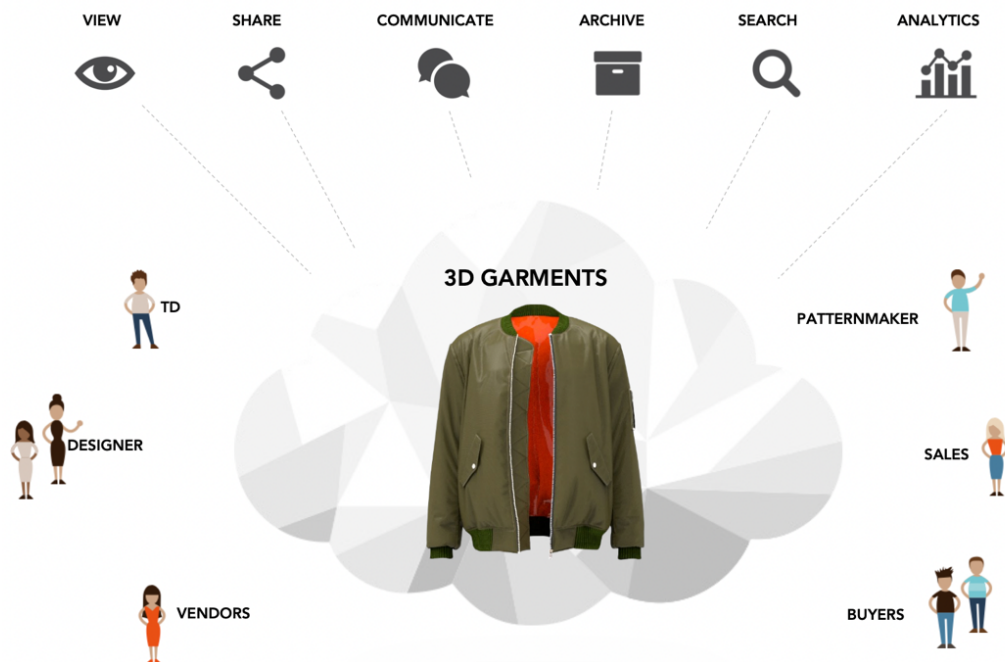 VIEW
SHARE
COMMUNICATE
ARCHIVE
SEARCH
ANALYTICS
3D GARMENTS
TD
PATTERNMAKER
DESIGNER
SALES
VENDORS
BUYERS